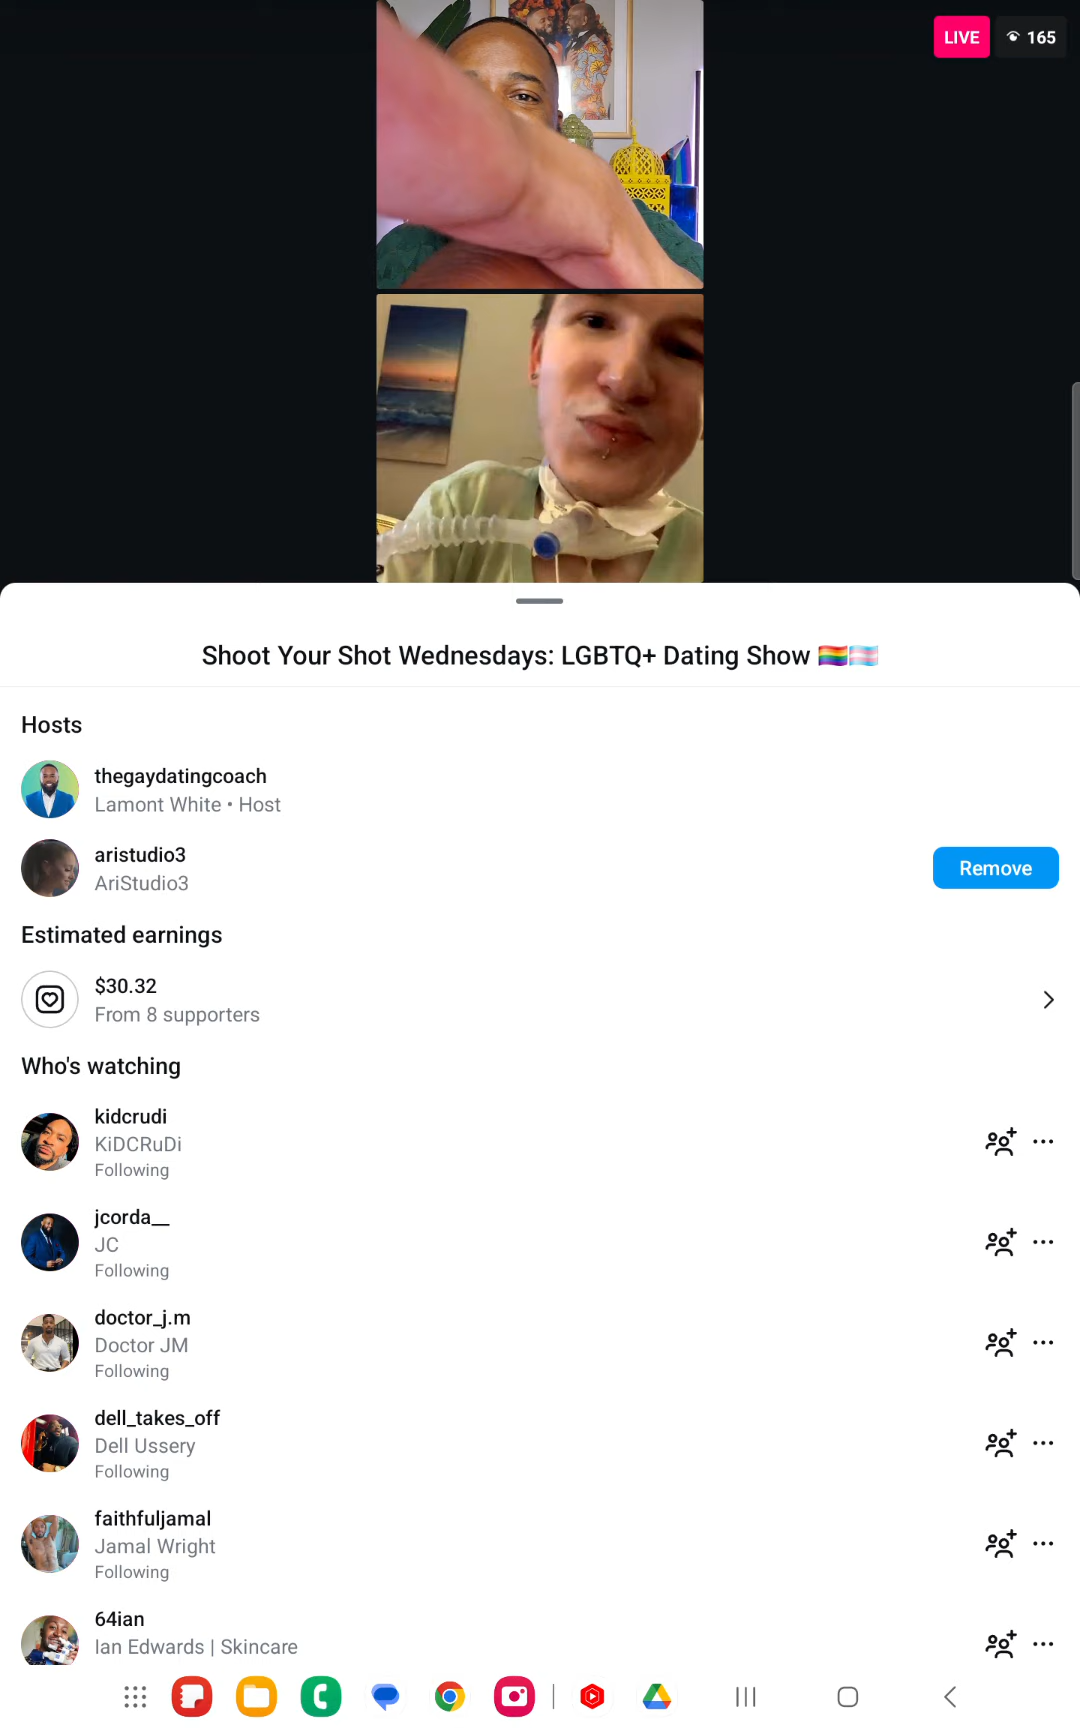 LIVE 165
Shoot Your Shot Wednesdays: LGBTQ+ Dating Show 🏳️‍🌈🏳️‍⚧️
Hosts
thegaydatingcoach
Lamont White • Host
aristudio3
AriStudio3
Remove
Estimated earnings
$30.32
From 8 supporters
Who's watching
kidcrudi
KiDCRuDi
Following
jcorda__
JC
Following
doctor_j.m
Doctor JM
Following
dell_takes_off
Dell Ussery
Following
faithfuljamal
Jamal Wright
Following
64ian
Ian Edwards | Skincare